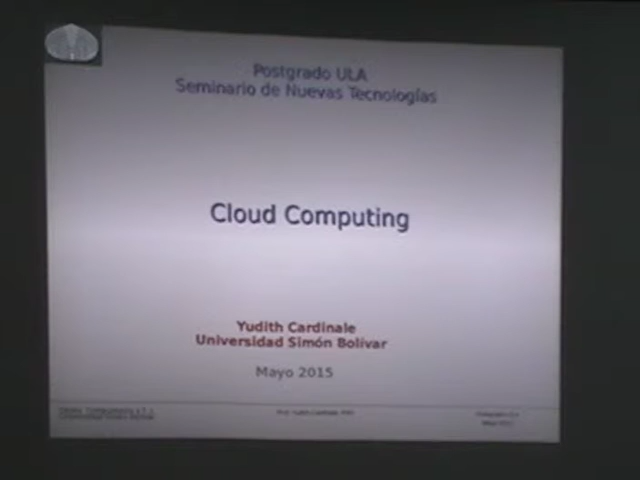 Postgrado ULA
Seminario de Nuevas Tecnologías
Cloud Computing
Yudith Cardinale
Universidad Simón Bolívar
Mayo 2015